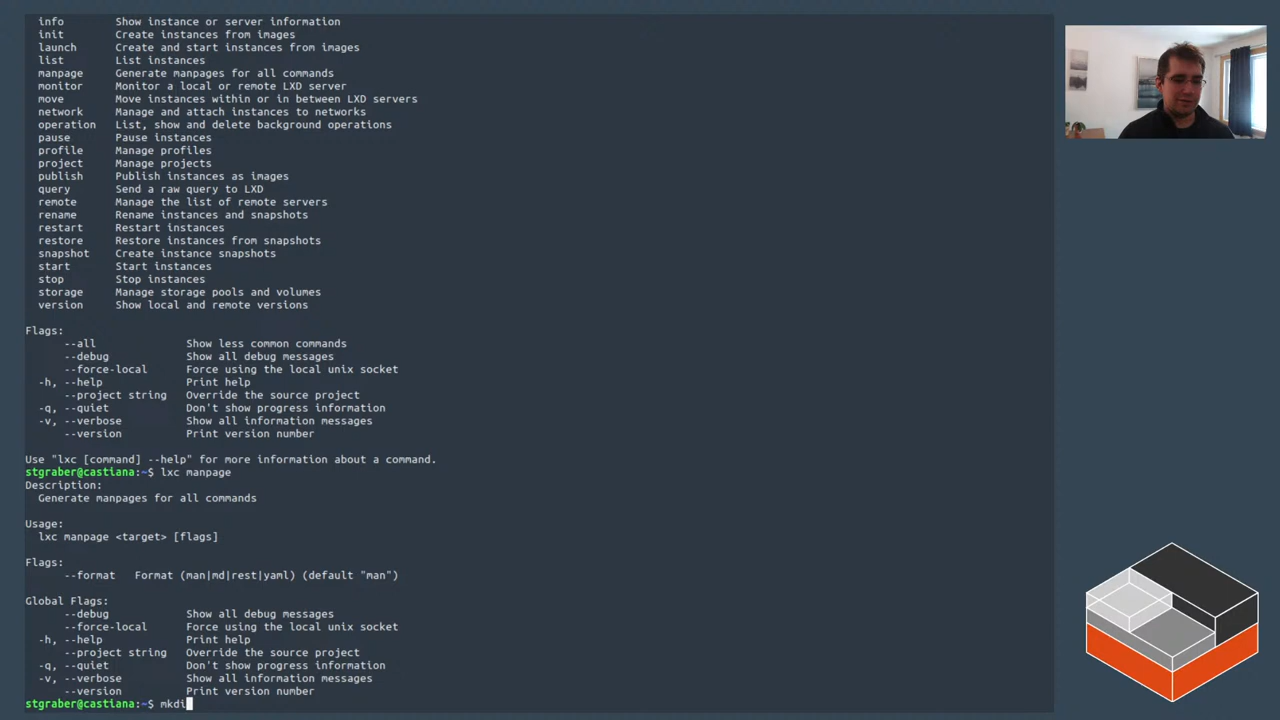 info Show instance or server information
init Create instances from images
launch Create and start instances from images
list List instances
manpage Generate manpages for all commands
monitor Monitor a local or remote LXD server
move Move instances within or in between LXD servers
network Manage and attach instances to networks
operation List, show and delete background operations
pause Pause instances
profile Manage profiles
project Manage projects
publish Publish instances as images
query Send a raw query to LXD
remote Manage the list of remote servers
rename Rename instances and snapshots
restart Restart instances
restore Restore instances from snapshots
snapshot Create instance snapshots
start Start instances
stop Stop instances
storage Manage storage pools and volumes
version Show local and remote versions
Flags:
--all Show less common commands
--debug Show all debug messages
--force-local Force using the local unix socket
-h, --help Print help
--project string Override the source project
-q, --quiet Don't show progress information
-v, --verbose Show all information messages
--version Print version number
Use "lxc [command] --help" for more information about a command.
stgraber@castiana:~$ lxc manpage
Description:
Generate manpages for all commands
Usage:
lxc manpage <target> [flags]
Flags:
--format Format (man|md|rest|yaml) (default "man")
Global Flags:
--debug Show all debug messages
--force-local Force using the local unix socket
-h, --help Print help
--project string Override the source project
-q, --quiet Don't show progress information
-v, --verbose Show all information messages
--version Print version number
stgraber@castiana:~$ mkdi